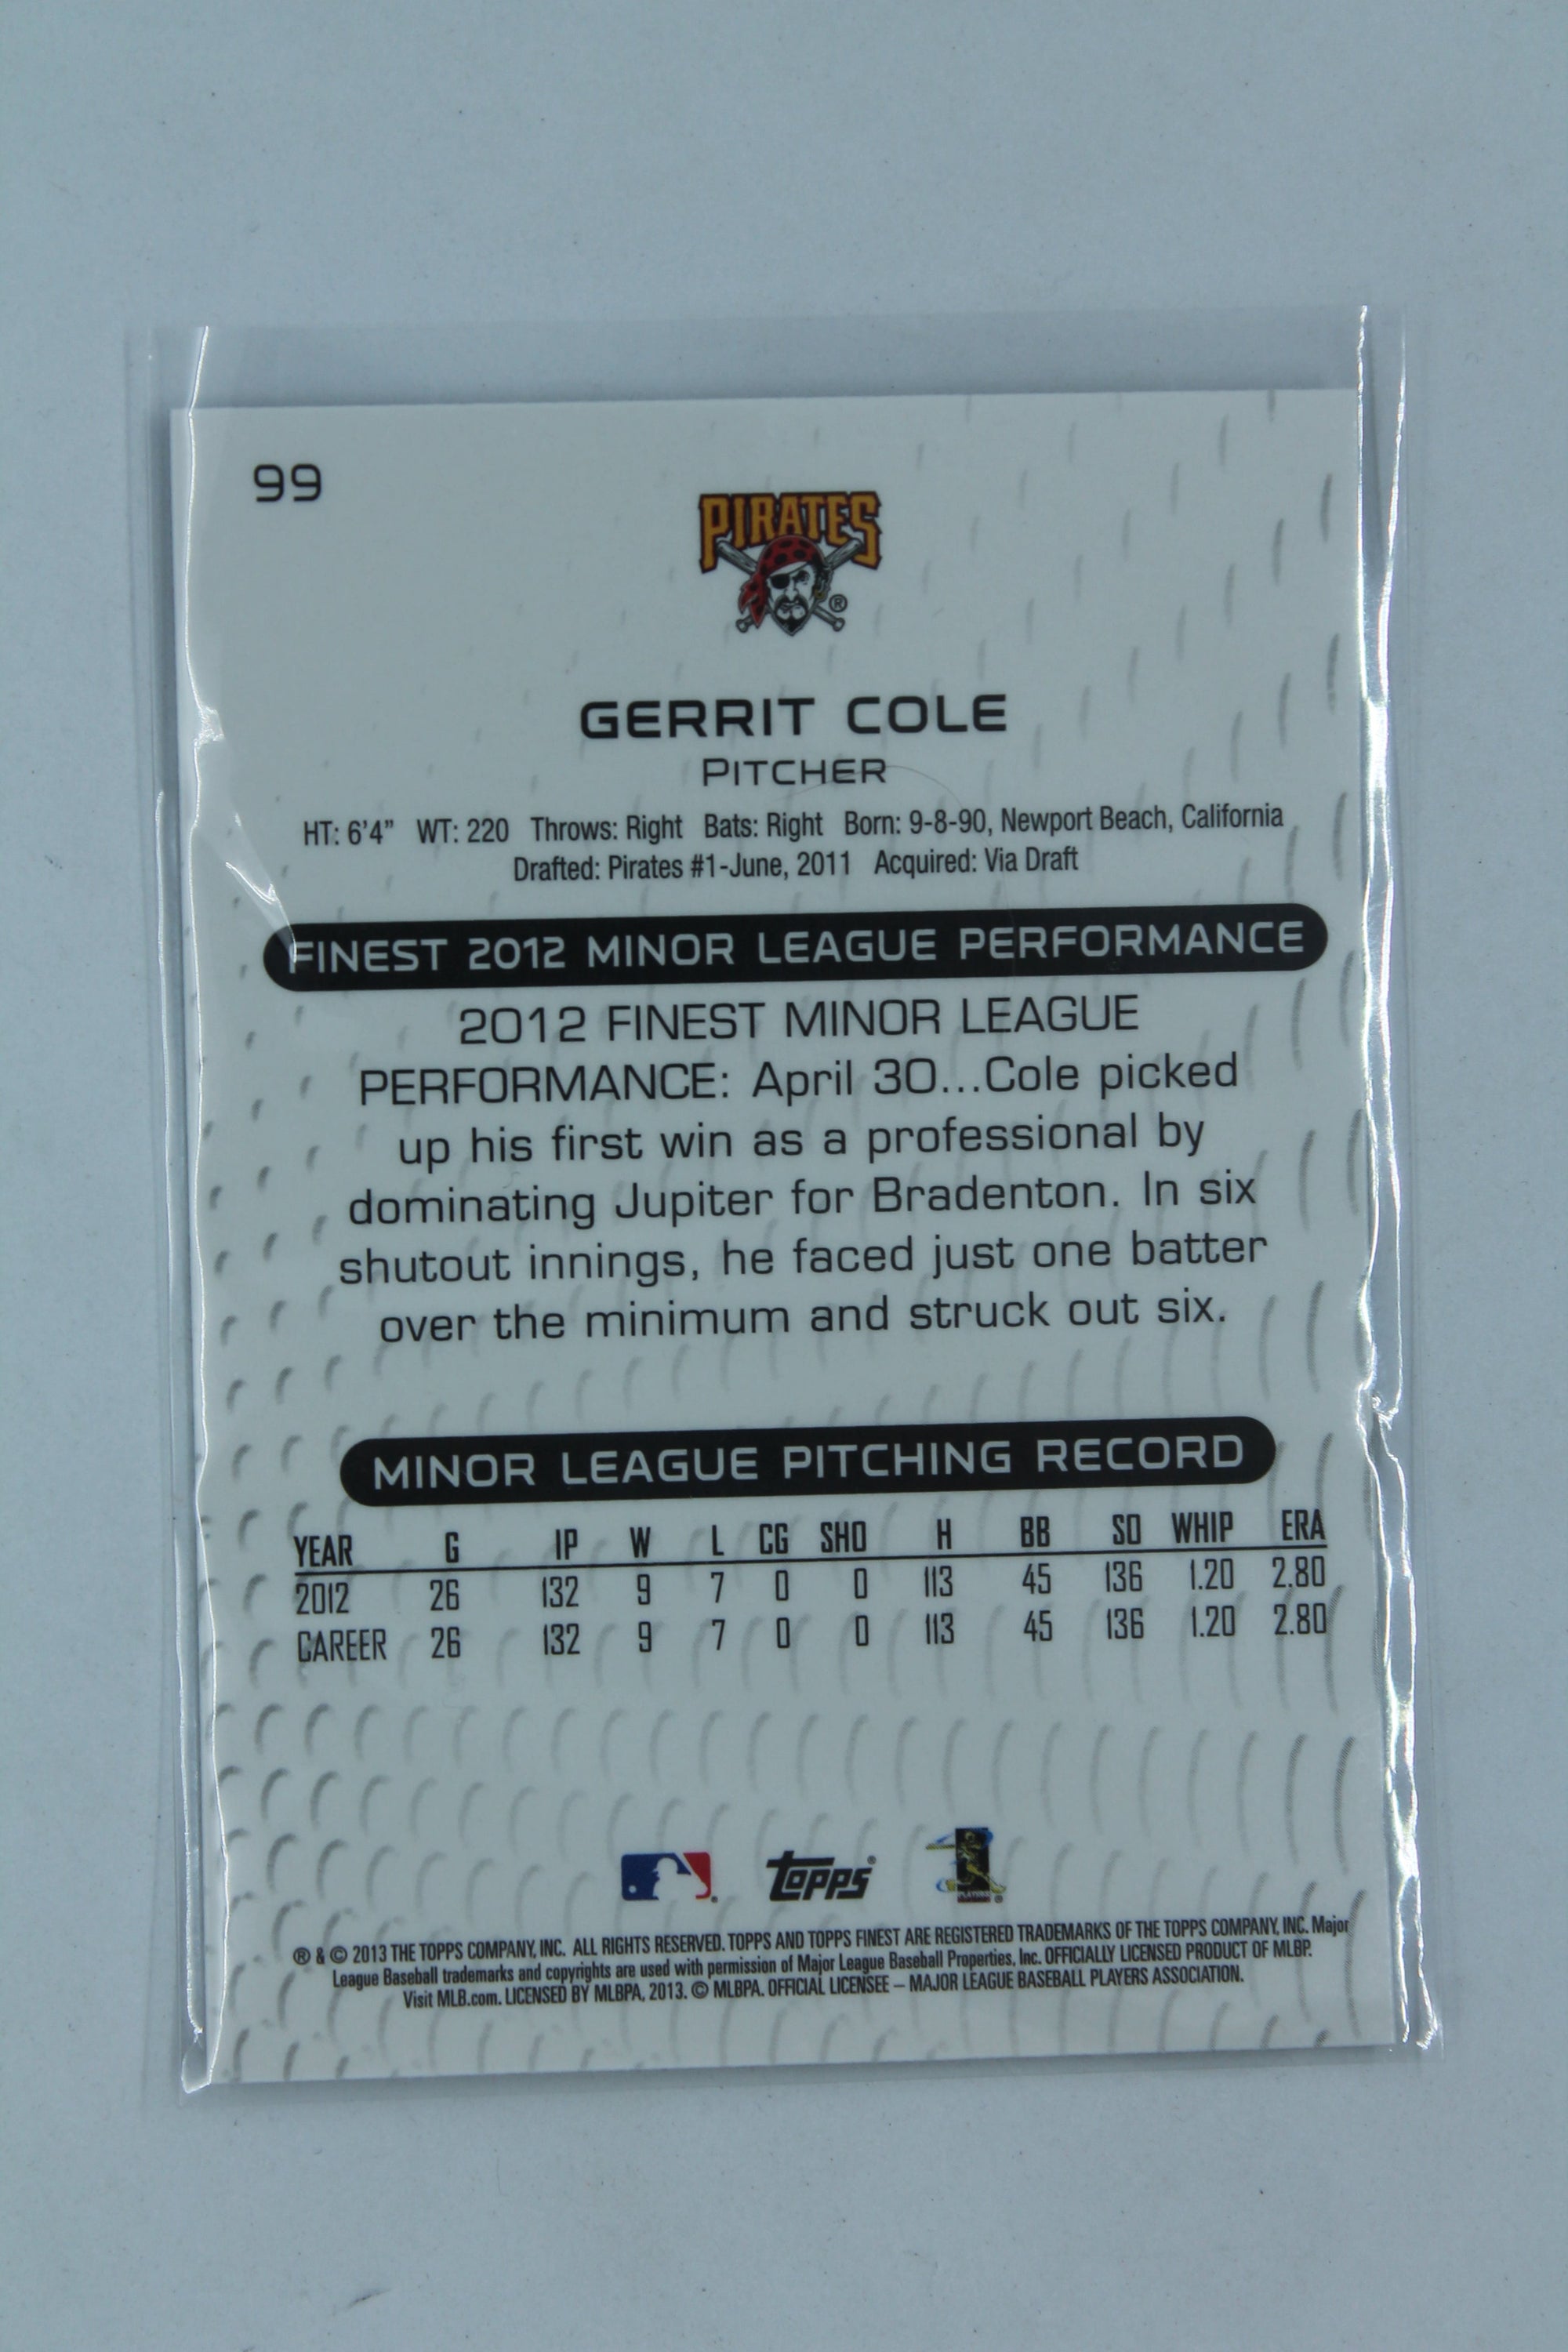 99
PIRATES
®
GERRIT COLE
PITCHER
HT: 6'4" WT: 220 Throws: Right Bats: Right Born: 9-8-90, Newport Beach, California
Drafted: Pirates #1-June, 2011 Acquired: Via Draft
FINEST 2012 MINOR LEAGUE PERFORMANCE
2012 FINEST MINOR LEAGUE
PERFORMANCE: April 30...Cole picked
up his first win as a professional by
dominating Jupiter for Bradenton. In six
shutout innings, he faced just one batter
over the minimum and struck out six.
MINOR LEAGUE PITCHING RECORD
YEAR G IP W L CG SHO H BB SO WHIP ERA
2012 26 132 9 7 0 0 113 45 136 1.20 2.80
CAREER 26 132 9 7 0 0 113 45 136 1.20 2.80
Topps® PLAYERS
® & © 2013 THE TOPPS COMPANY, INC. ALL RIGHTS RESERVED. TOPPS AND TOPPS FINEST ARE REGISTERED TRADEMARKS OF THE TOPPS COMPANY, INC. Major
League Baseball trademarks and copyrights are used with permission of Major League Baseball Properties, Inc. OFFICIALLY LICENSED PRODUCT OF MLBP.
Visit MLB.com. LICENSED BY MLBPA, 2013. © MLBPA. OFFICIAL LICENSEE – MAJOR LEAGUE BASEBALL PLAYERS ASSOCIATION.